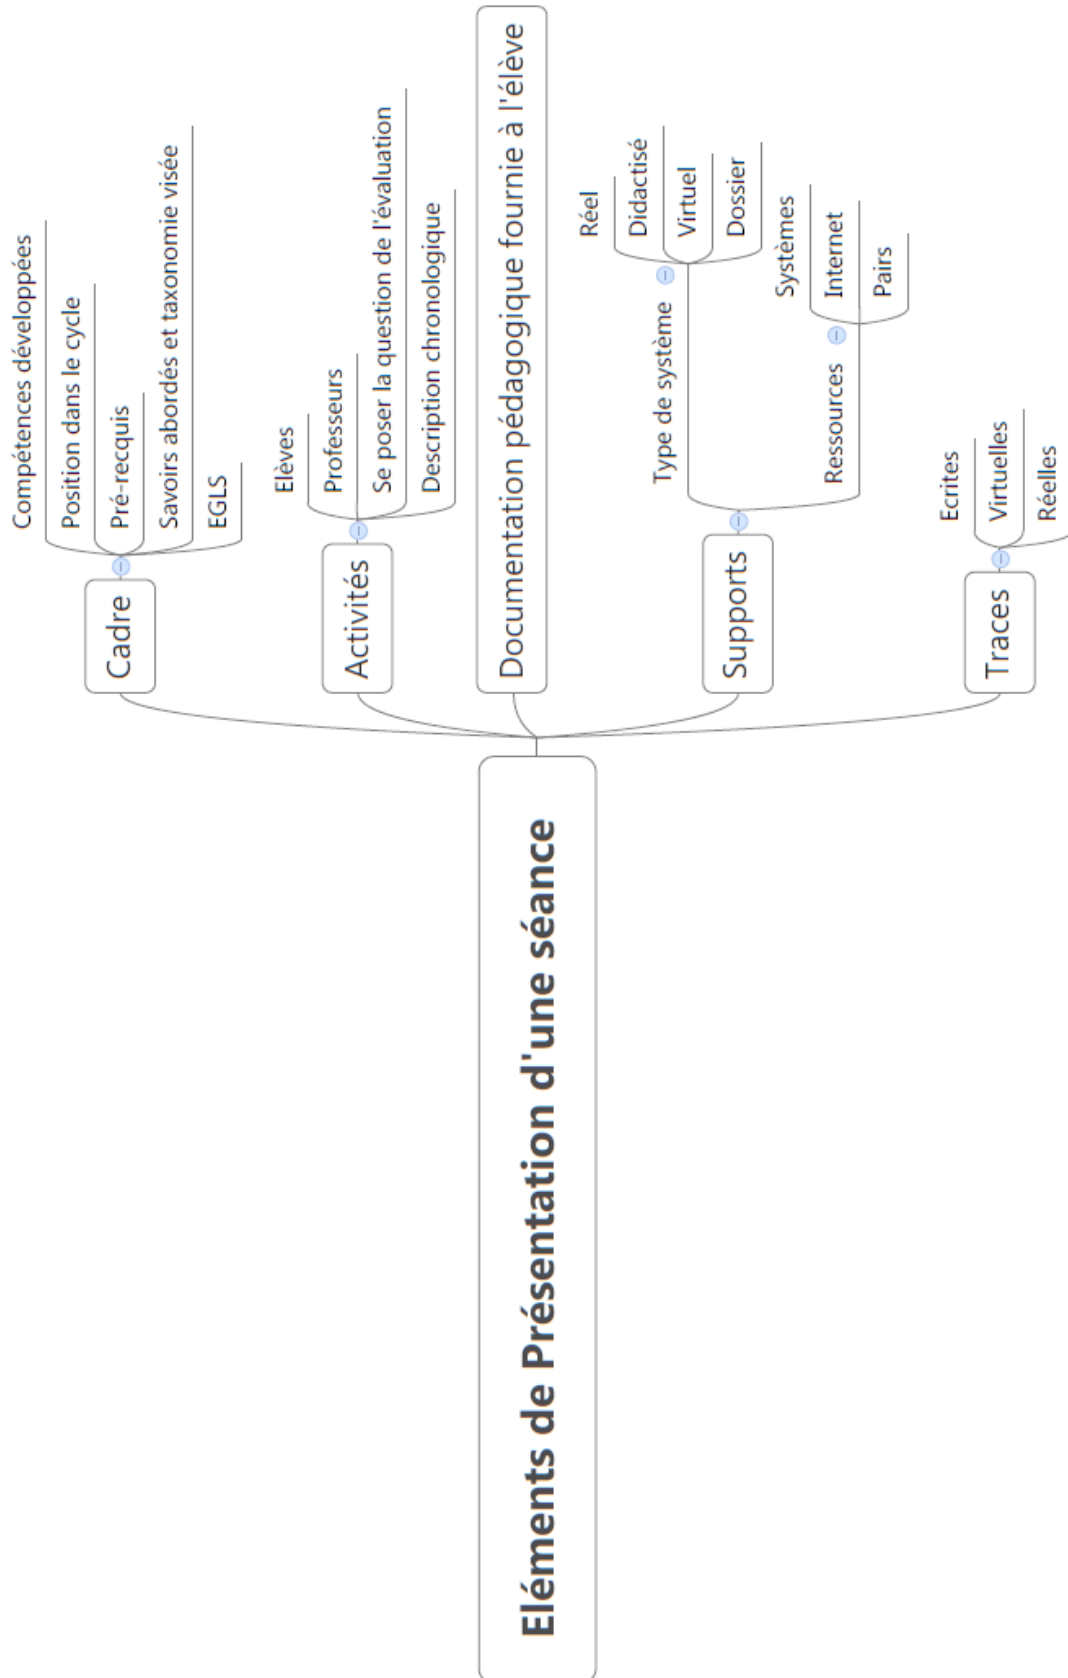 Eléments de Présentation d'une séance
Cadre
Compétences développées
Position dans le cycle
Pré-recquis
Savoirs abordés et taxonomie visée
EGLS
Activités
Elèves
Professeurs
Se poser la question de l'évaluation
Description chronologique
Documentation pédagogique fournie à l'élève
Supports
Type de système
Réel
Didactisé
Virtuel
Dossier
Ressources
Systèmes
Internet
Pairs
Traces
Ecrites
Virtuelles
Réelles